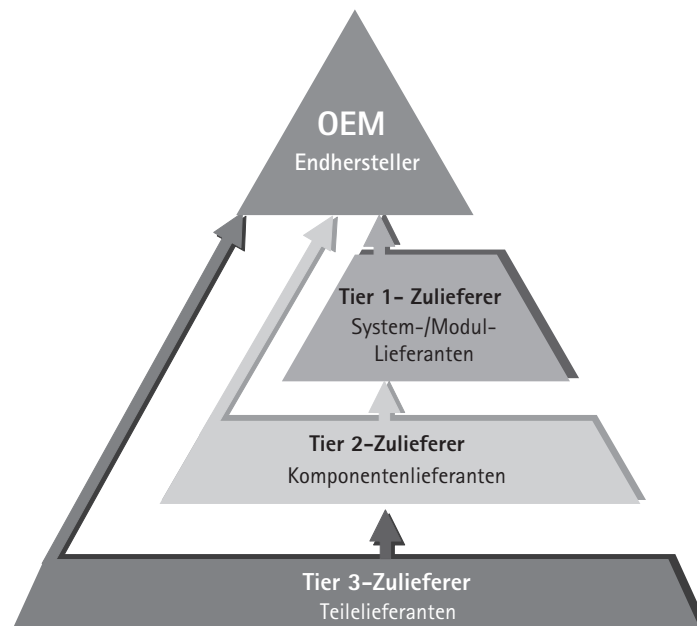 OEM
Endhersteller
Tier 1- Zulieferer
System-/Modul-
Lieferanten
Tier 2-Zulieferer
Komponentenlieferanten
Tier 3-Zulieferer
Teilelieferanten